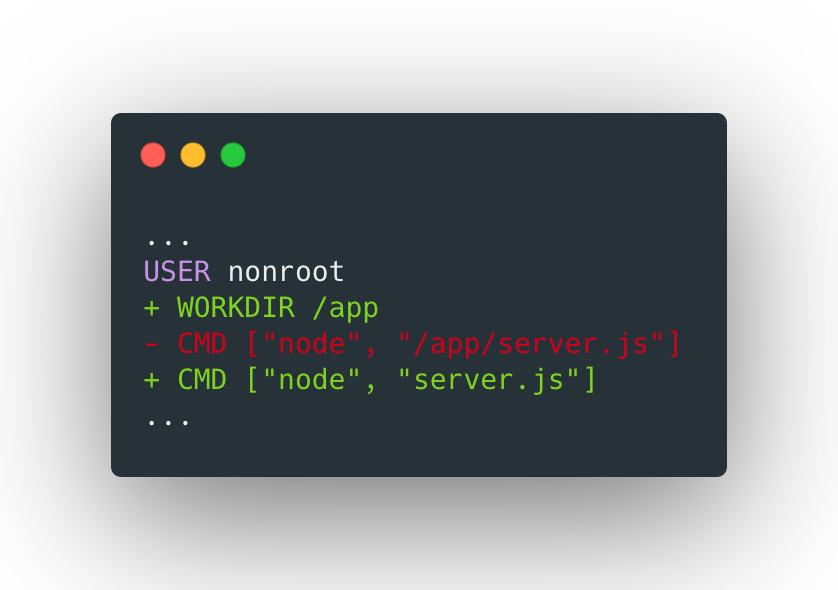 ...
USER nonroot
+ WORKDIR /app
- CMD ["node", "/app/server.js"]
+ CMD ["node", "server.js"]
...